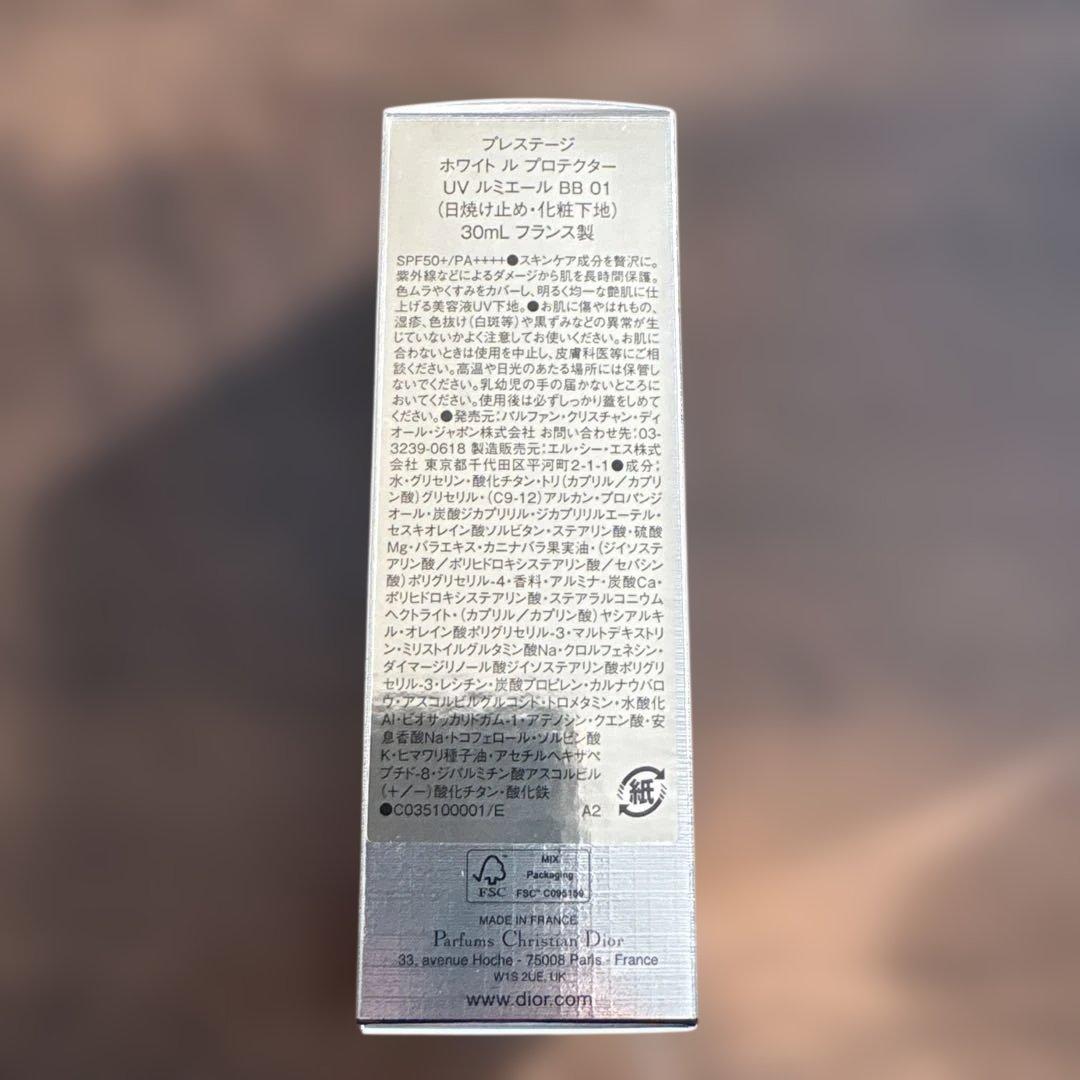 プレステージ
ホワイト ル プロテクター
UV ルミエール BB 01
(日焼け止め・化粧下地)
30mL フランス製
SPF50+/PA++++●スキンケア成分を贅沢に。
紫外線などによるダメージから肌を長時間保護。
色ムラやくすみをカバーし、明るく均一な艶肌に仕
上げる美容液UV下地。●お肌に傷やはれもの、
湿疹、色抜け(白斑等)や黒ずみなどの異常が生
じていないかよく注意してお使いください。お肌に
合わないときは使用を中止し、皮膚科医等にご相
談ください。高温や日光のあたる場所には保管し
ないでください。乳幼児の手の届かないところに
おいてください。使用後は必ずしっかり蓋をしめて
ください。●発売元:パルファン・クリスチャン・ディ
オール・ジャポン株式会社 お問い合わせ先:03-
3239-0618 製造販売元:エル・シー・エス株式
会社 東京都千代田区平河町2-1-1●成分:
水・グリセリン・酸化チタン・トリ(カプリル/カプリ
ン酸)グリセリル・(C9-12)アルカン・プロパンジ
オール・炭酸ジカプリリル・ジカプリリルエーテル・
セスキオレイン酸ソルビタン・ステアリン酸・硫酸
Mg・バラエキス・カニナバラ果実油・(ジイソステ
アリン酸/ポリヒドロキシステアリン酸/セバシン
酸)ポリグリセリル-4・香料・アルミナ・炭酸Ca・
ポリヒドロキシステアリン酸・ステアラルコニウム
ヘクトライト・(カプリル/カプリン酸)ヤシアルキ
ル・オレイン酸ポリグリセリル-3・マルトデキストリ
ン・ミリストイルグルタミン酸Na・クロルフェネシン・
ダイマージリノール酸ジイソステアリン酸ポリグリ
セリル-3・レシチン・炭酸プロピレン・カルナウバロ
ウ・アスコルビルグルコシド・トロメタミン・水酸化
Al・ビオサッカリドガム-1・アデノシン・クエン酸・安
息香酸Na・トコフェロール・ソルビン酸
K・ヒマワリ種子油・アセチルヘキサペ
プチド-8・ジパルミチン酸アスコルビル
(+/-)酸化チタン・酸化鉄
●C035100001/E A2
紙
FSC™
MIX
Packaging
FSC™ C095159
MADE IN FRANCE
Parfums Christian Dior
33, avenue Hoche - 75008 Paris - France
W1S 2UE, UK
www.dior.com